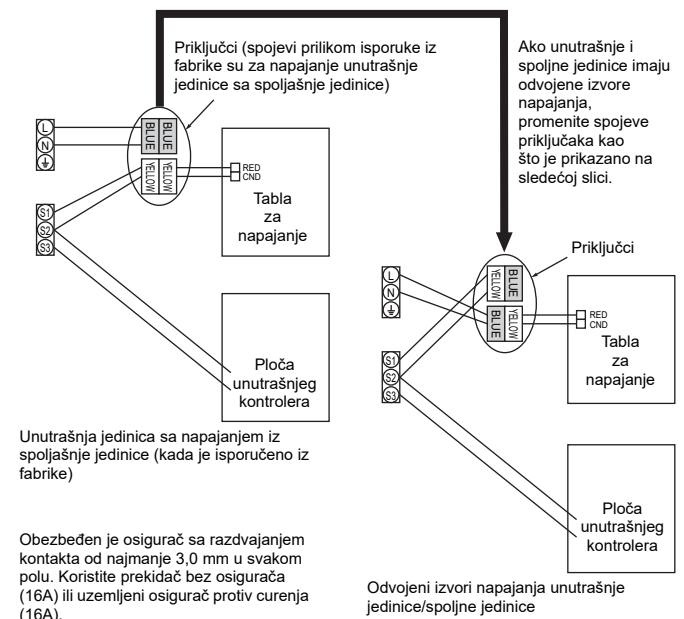 Priključci (spojevi prilikom isporuke iz
fabrike su za napajanje unutrašnje
jedinice sa spoljašnje jedinice)
L
N
BLUE
BLUE
YELLOW
YELLOW
RED
CND
Tabla
za
napajanje
S1
S2
S3
Ploča
unutrašnjeg
kontrolera
Unutrašnja jedinica sa napajanjem iz
spoljašnje jedinice (kada je isporučeno iz
fabrike)
Obezbeđen je osigurač sa razdvajanjem
kontakta od najmanje 3,0 mm u svakom
polu. Koristite prekidač bez osigurača
(16A) ili uzemljeni osigurač protiv curenja
(16A).
Ako unutrašnje i
spoljne jedinice imaju
odvojene izvore
napajanja,
promenite spojeve
priključaka kao
što je prikazano na
sledećoj slici.
Priključci
L
N
YELLOW
BLUE
BLUE
YELLOW
RED
CND
Tabla
za
napajanje
S1
S2
S3
Ploča
unutrašnjeg
kontrolera
Odvojeni izvori napajanja unutrašnje
jedinice/spoljne jedinice